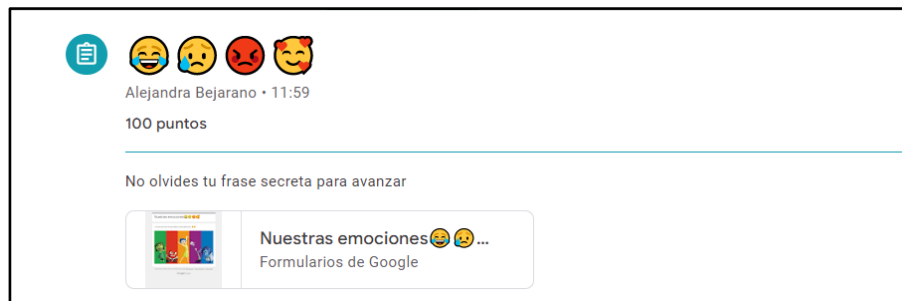 😂😥😡🥰
Alejandra Bejarano • 11:59
100 puntos
No olvides tu frase secreta para avanzar
Nuestras emociones😂😥...
Formularios de Google